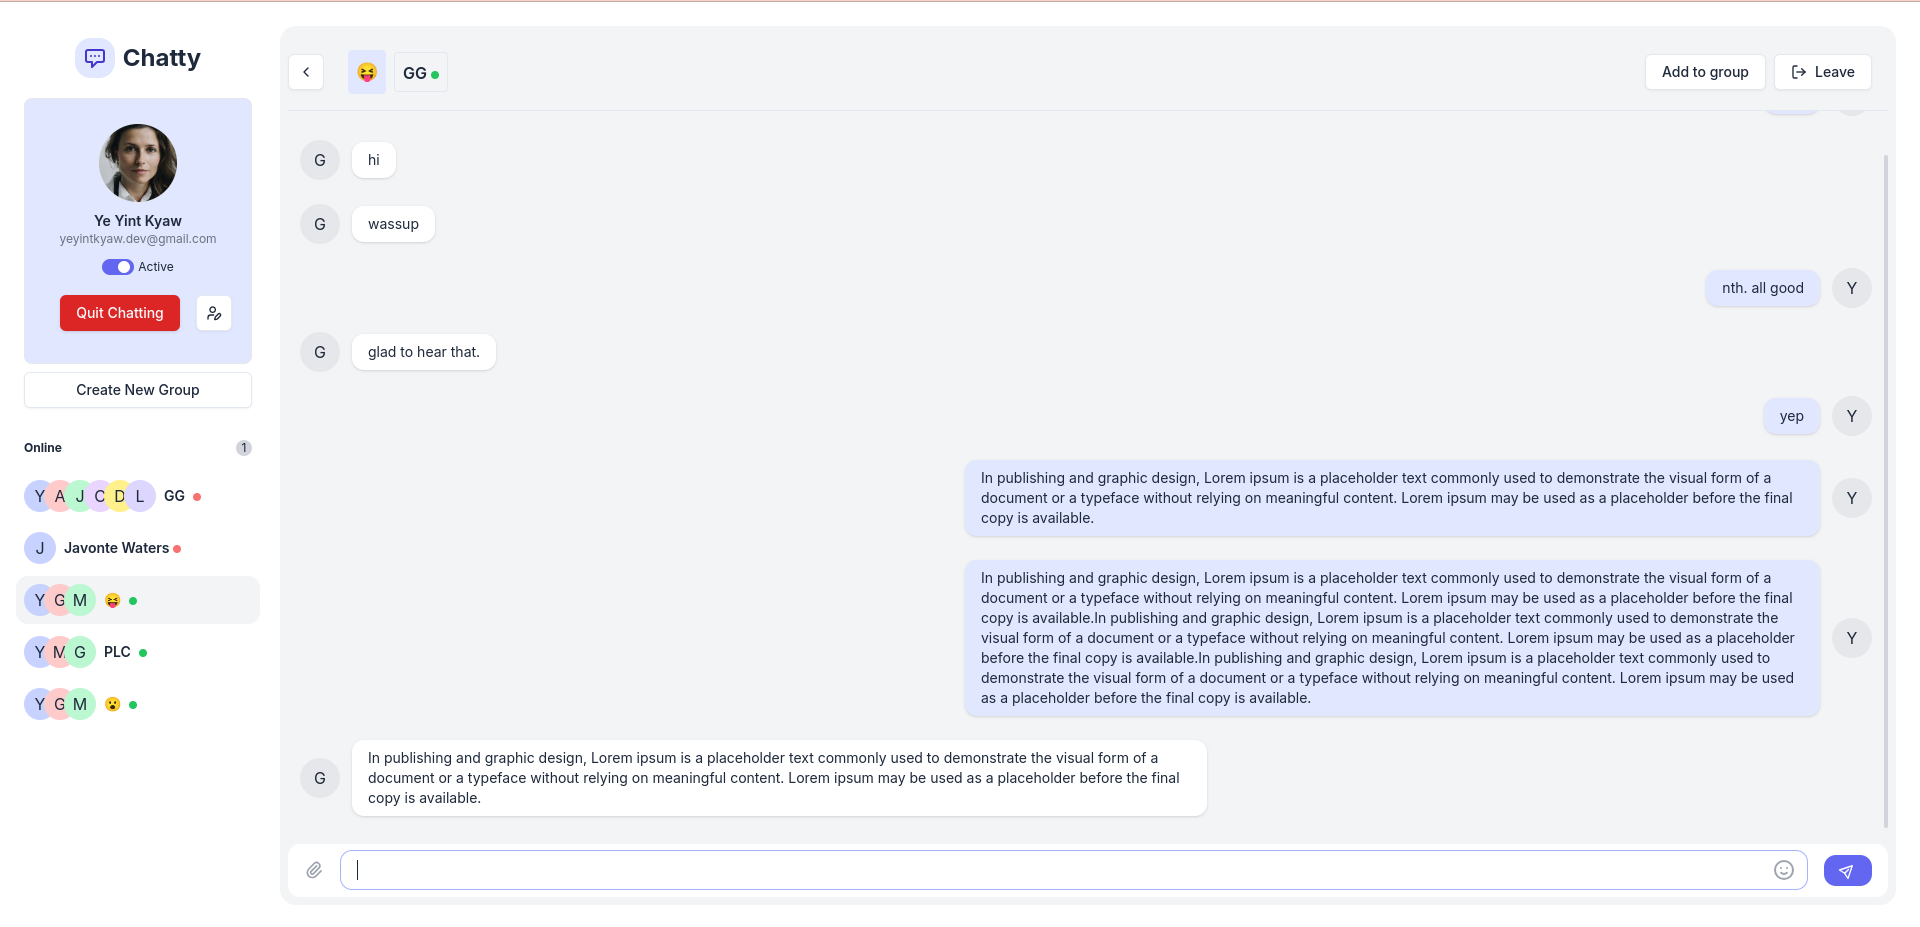 Chatty
Ye Yint Kyaw
yeyintkyaw.dev@gmail.com
Active
Quit Chatting
Create New Group
Online 1
Y A J C D L GG
J Javonte Waters
Y G M 😝
Y M G PLC
Y G M 😮
😝 GG
Add to group
Leave
G hi
G wassup
nth. all good Y
G glad to hear that.
yep Y
In publishing and graphic design, Lorem ipsum is a placeholder text commonly used to demonstrate the visual form of a
document or a typeface without relying on meaningful content. Lorem ipsum may be used as a placeholder before the final
copy is available.
Y
In publishing and graphic design, Lorem ipsum is a placeholder text commonly used to demonstrate the visual form of a
document or a typeface without relying on meaningful content. Lorem ipsum may be used as a placeholder before the final
copy is available.In publishing and graphic design, Lorem ipsum is a placeholder text commonly used to demonstrate the
visual form of a document or a typeface without relying on meaningful content. Lorem ipsum may be used as a placeholder
before the final copy is available.In publishing and graphic design, Lorem ipsum is a placeholder text commonly used to
demonstrate the visual form of a document or a typeface without relying on meaningful content. Lorem ipsum may be used
as a placeholder before the final copy is available.
Y
G
In publishing and graphic design, Lorem ipsum is a placeholder text commonly used to demonstrate the visual form of a
document or a typeface without relying on meaningful content. Lorem ipsum may be used as a placeholder before the final
copy is available.